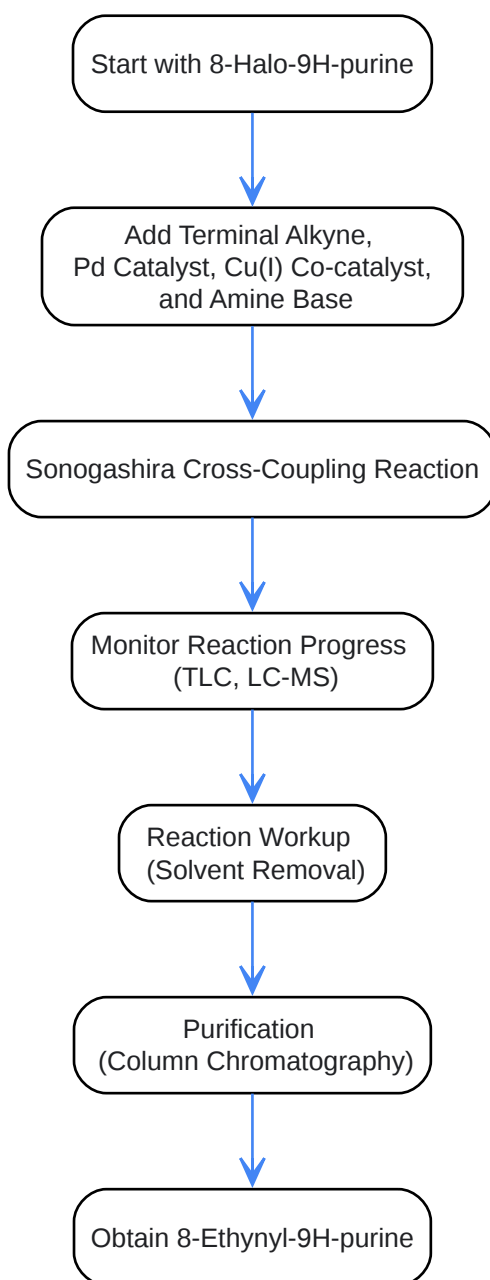 Start with 8-Halo-9H-purine
Add Terminal Alkyne,
Pd Catalyst, Cu(I) Co-catalyst,
and Amine Base
Sonogashira Cross-Coupling Reaction
Monitor Reaction Progress
(TLC, LC-MS)
Reaction Workup
(Solvent Removal)
Purification
(Column Chromatography)
Obtain 8-Ethynyl-9H-purine